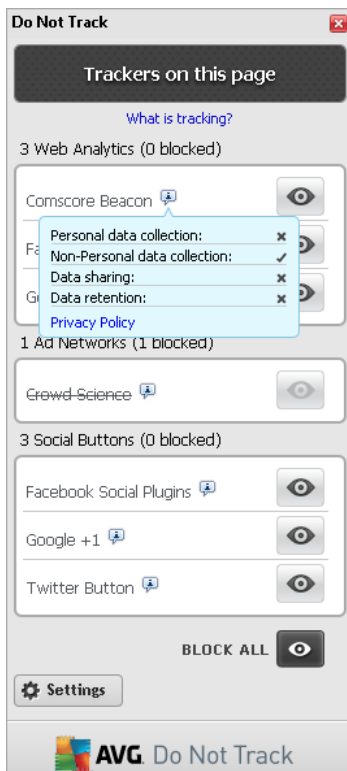 Do Not Track
Trackers on this page
What is tracking?
3 Web Analytics (0 blocked)
Comscore Beacon
Personal data collection:
Non-Personal data collection:
Data sharing:
Data retention:
Privacy Policy
1 Ad Networks (1 blocked)
Crowd Science
3 Social Buttons (0 blocked)
Facebook Social Plugins
Google +1
Twitter Button
BLOCK ALL
Settings
AVG. Do Not Track